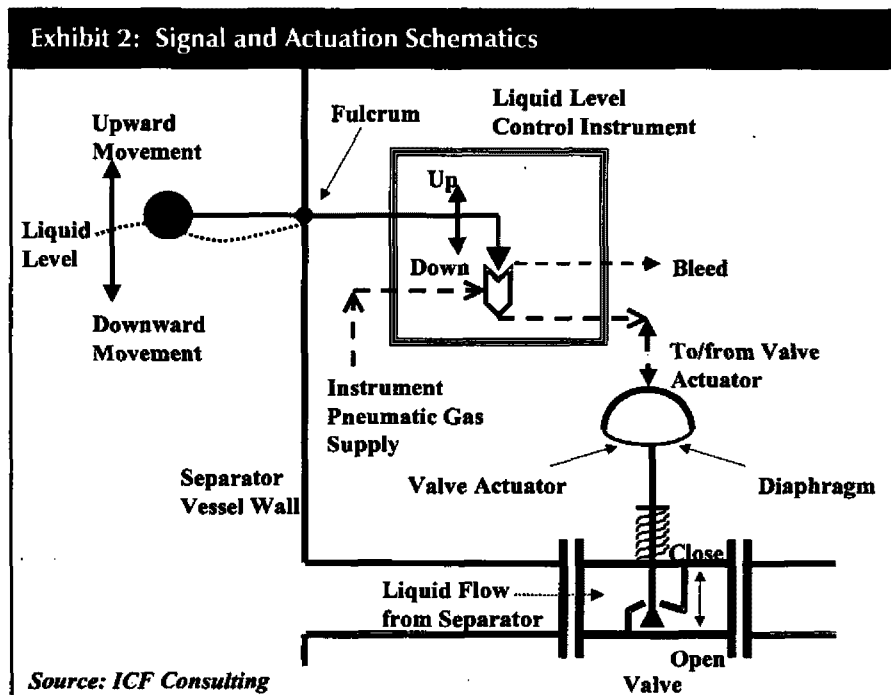 Exhibit 2: Signal and Actuation Schematics
Upward
Movement
Fulcrum
Liquid Level
Control Instrument
Up
Liquid
Level
Down
Bleed
Downward
Movement
To/from Valve
Actuator
Instrument
Pneumatic Gas
Supply
Separator
Vessel Wall
Valve Actuator
Diaphragm
Close
Liquid Flow
from Separator
Open
Valve
Source: ICF Consulting